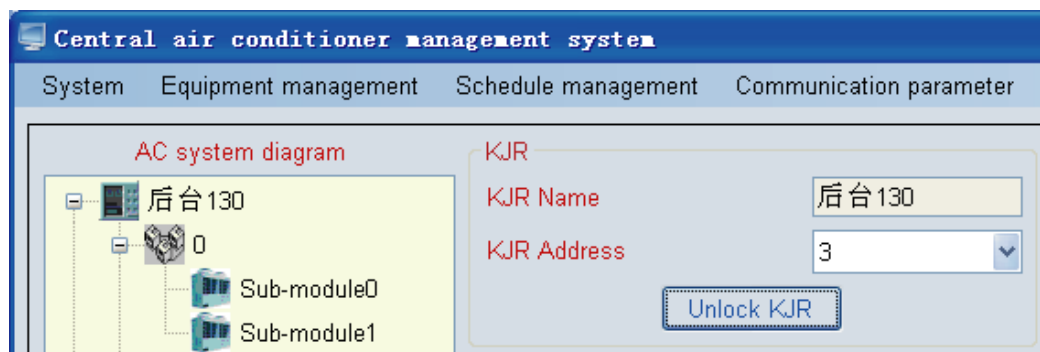 Central air conditioner management system
System Equipment management Schedule management Communication parameter
AC system diagram
后台130
0
Sub-module0
Sub-module1
KJR
KJR Name 后台130
KJR Address 3
Unlock KJR